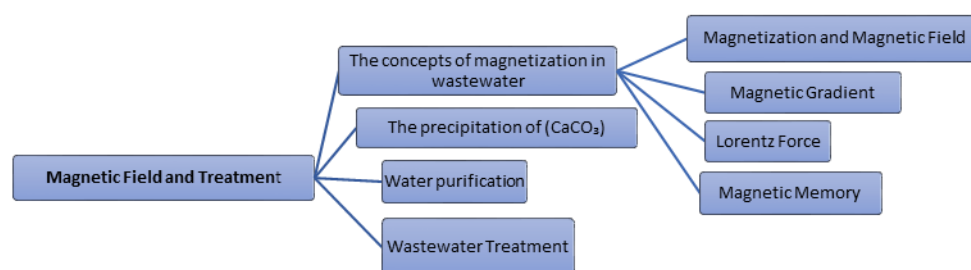 Magnetic Field and Treatment
The concepts of magnetization in
wastewater
The precipitation of (CaCO₃)
Water purification
Wastewater Treatment
Magnetization and Magnetic Field
Magnetic Gradient
Lorentz Force
Magnetic Memory